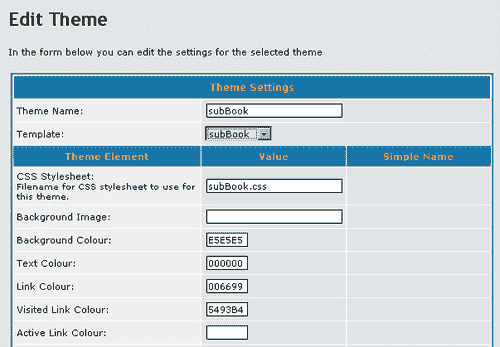 Edit Theme
In the form below you can edit the settings for the selected theme
Theme Settings
Theme Name: subBook
Template: subBook
Theme Element Value Simple Name
CSS Stylesheet:
Filename for CSS stylesheet to use for subBook.css
this theme.
Background Image:
Background Colour: E5E5E5
Text Colour: 000000
Link Colour: 006699
Visited Link Colour: 5493B4
Active Link Colour: